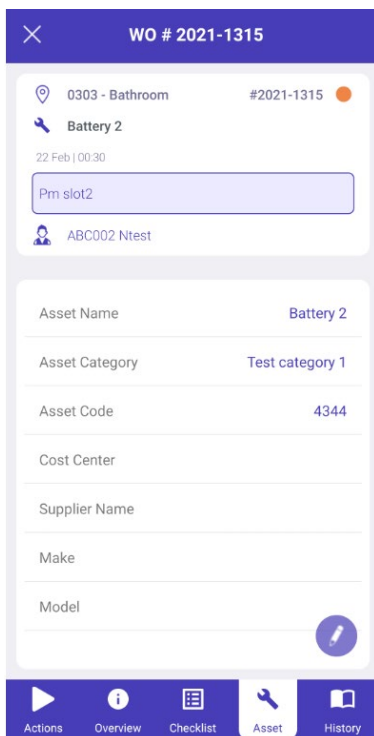 WO # 2021-1315
0303 - Bathroom #2021-1315
Battery 2
22 Feb | 00:30
Pm slot2
ABC002 Ntest
Asset Name Battery 2
Asset Category Test category 1
Asset Code 4344
Cost Center
Supplier Name
Make
Model
Actions Overview Checklist Asset History